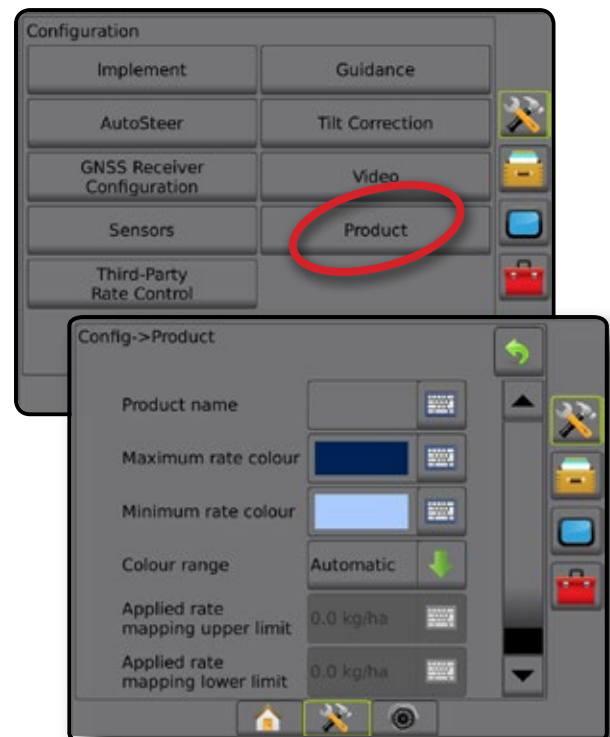 Configuration
Implement
Guidance
AutoSteer
Tilt Correction
GNSS Receiver
Configuration
Video
Sensors
Product
Third-Party
Rate Control
Config->Product
Product name
Maximum rate colour
Minimum rate colour
Colour range
Automatic
Applied rate
mapping upper limit
0.0 kg/ha
Applied rate
mapping lower limit
0.0 kg/ha